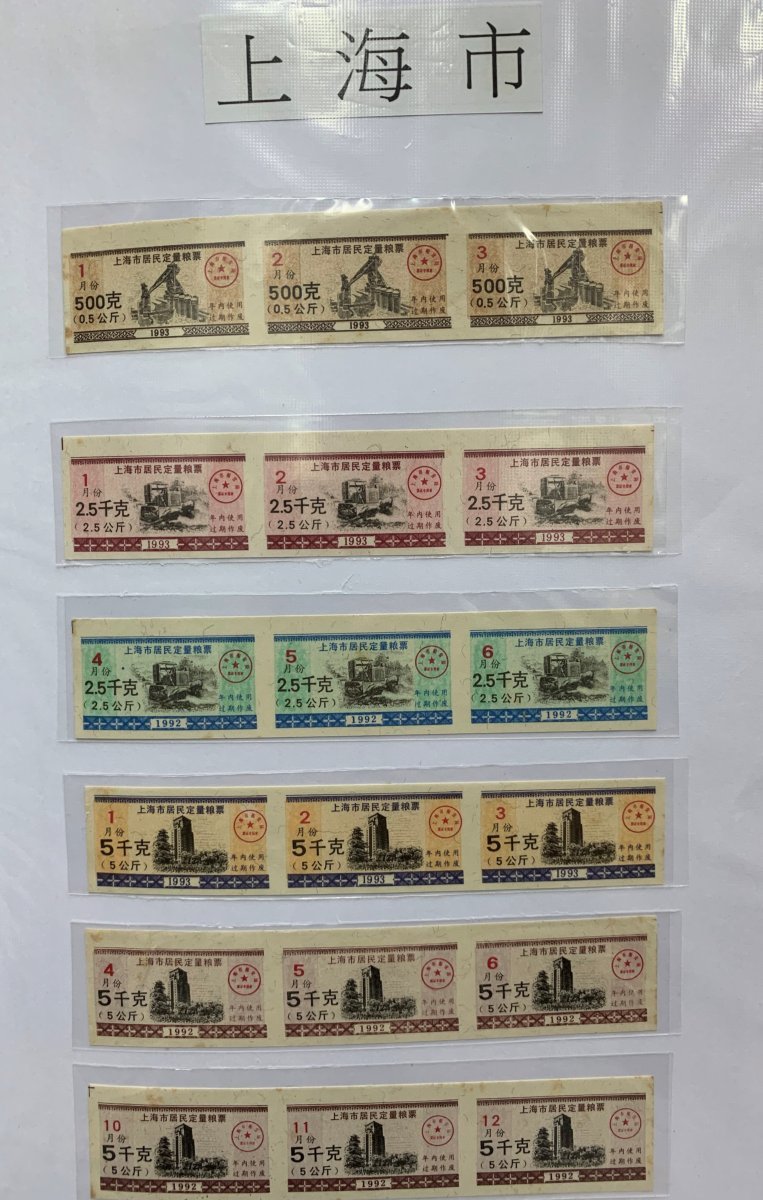 上海市
上海市居民定量粮票 上海市居民定量粮票 上海市居民定量粮票
1 2 3
月份 月份 月份
500克 500克 500克
(0.5公斤) (0.5公斤) (0.5公斤)
年内使用 年内使用 年内使用
过期作废 过期作废 过期作废
1993 1993 1993
上海市居民定量粮票 上海市居民定量粮票 上海市居民定量粮票
1 2 3
月份 月份 月份
2.5千克 2.5千克 2.5千克
(2.5公斤) (2.5公斤) (2.5公斤)
年内使用 年内使用 年内使用
过期作废 过期作废 过期作废
1993 1993 1993
上海市居民定量粮票 上海市居民定量粮票 上海市居民定量粮票
4 5 6
月份 月份 月份
2.5千克 2.5千克 2.5千克
(2.5公斤) (2.5公斤) (2.5公斤)
年内使用 年内使用 年内使用
过期作废 过期作废 过期作废
1992 1992 1992
上海市居民定量粮票 上海市居民定量粮票 上海市居民定量粮票
1 2 3
月份 月份 月份
5千克 5千克 5千克
(5公斤) (5公斤) (5公斤)
年内使用 年内使用 年内使用
过期作废 过期作废 过期作废
1993 1993 1993
上海市居民定量粮票 上海市居民定量粮票 上海市居民定量粮票
4 5 6
月份 月份 月份
5千克 5千克 5千克
(5公斤) (5公斤) (5公斤)
年内使用 年内使用 年内使用
过期作废 过期作废 过期作废
1992 1992 1992
上海市居民定量粮票 上海市居民定量粮票 上海市居民定量粮票
10 11 12
月份 月份 月份
5千克 5千克 5千克
(5公斤) (5公斤) (5公斤)
年内使用 年内使用 年内使用
过期作废 过期作废 过期作废
1992 1992 1992